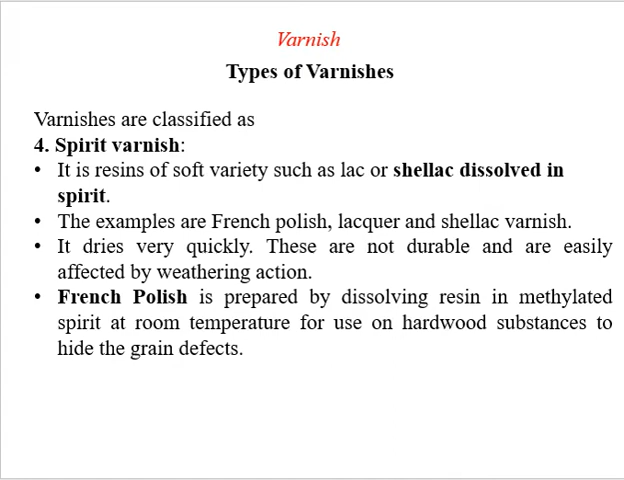 Varnish
Types of Varnishes
Varnishes are classified as
4. Spirit varnish:
• It is resins of soft variety such as lac or shellac dissolved in
spirit.
• The examples are French polish, lacquer and shellac varnish.
• It dries very quickly. These are not durable and are easily
affected by weathering action.
• French Polish is prepared by dissolving resin in methylated
spirit at room temperature for use on hardwood substances to
hide the grain defects.